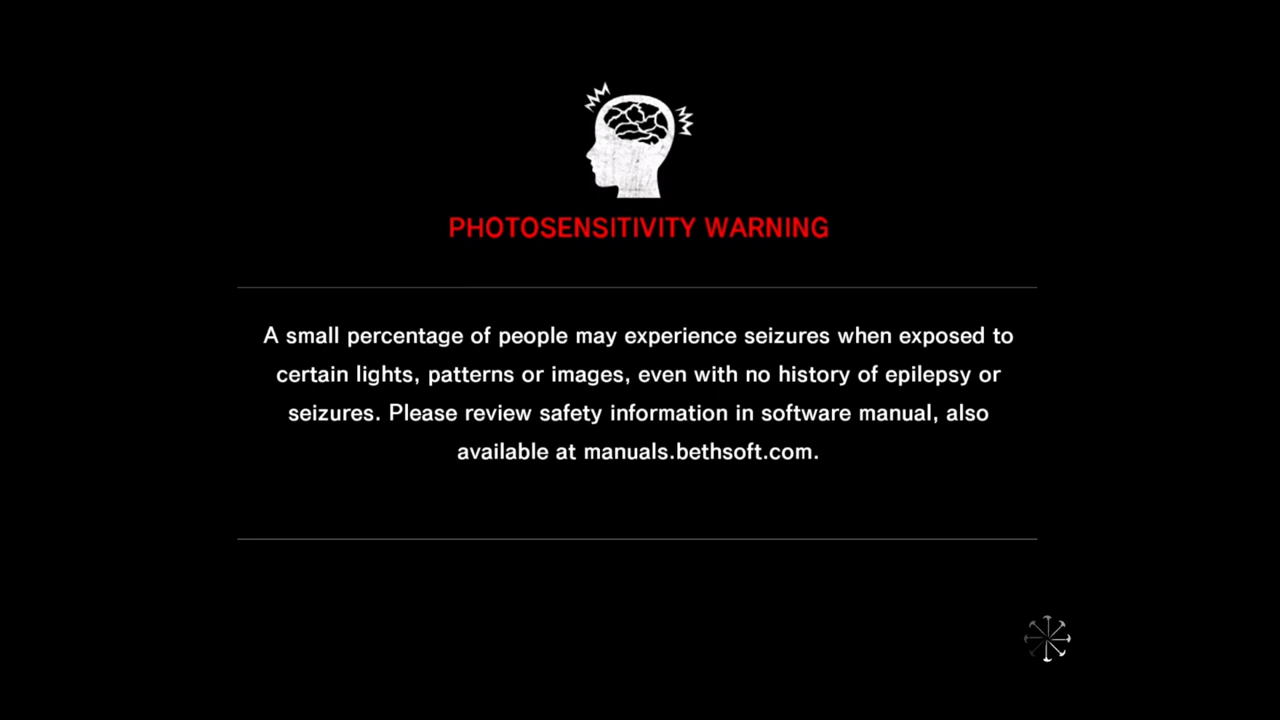 PHOTOSENSITIVITY WARNING
A small percentage of people may experience seizures when exposed to
certain lights, patterns or images, even with no history of epilepsy or
seizures. Please review safety information in software manual, also
available at manuals.bethsoft.com.